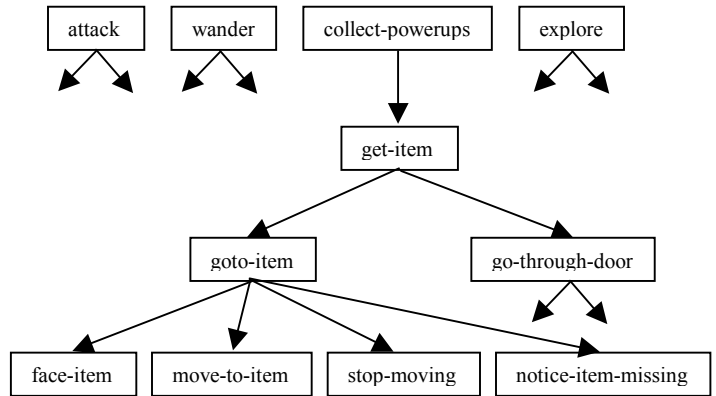 attack
wander
collect-powerups
explore
get-item
goto-item
go-through-door
face-item
move-to-item
stop-moving
notice-item-missing